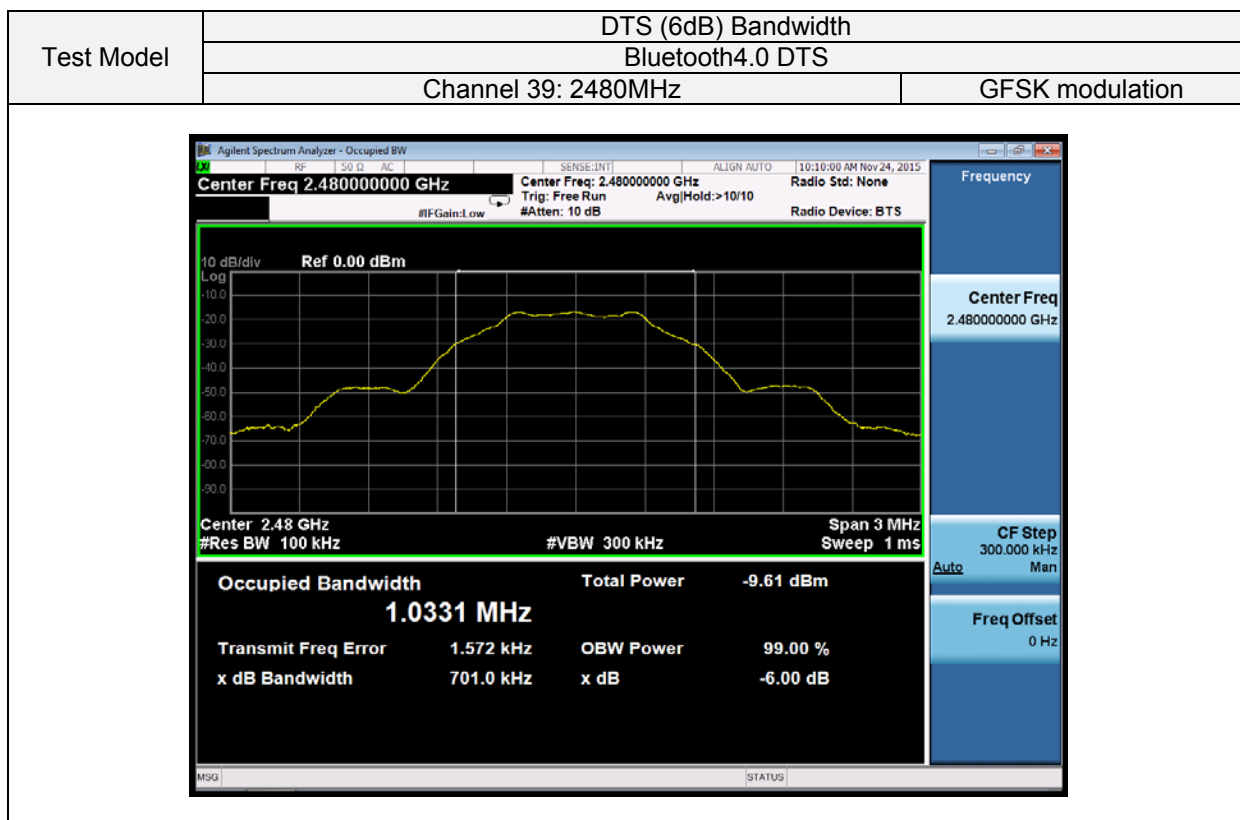 Test Model
DTS (6dB) Bandwidth
Bluetooth4.0 DTS
Channel 39: 2480MHz GFSK modulation
Agilent Spectrum Analyzer - Occupied BW
LXI RF 50 Ω AC SENSE:INT ALIGN AUTO 10:10:00 AM Nov 24, 2015
Center Freq 2.480000000 GHz
Center Freq: 2.480000000 GHz Radio Std: None
Trig: Free Run Avg|Hold:>10/10
#IFGain:Low #Atten: 10 dB Radio Device: BTS
Frequency
10 dB/div Ref 0.00 dBm
Log
-10.0
-20.0
-30.0
-40.0
-50.0
-60.0
-70.0
-80.0
-90.0
Center 2.48 GHz Span 3 MHz
#Res BW 100 kHz #VBW 300 kHz Sweep 1 ms
Center Freq
2.480000000 GHz
CF Step
300.000 kHz
Auto Man
Freq Offset
0 Hz
Occupied Bandwidth Total Power -9.61 dBm
1.0331 MHz
Transmit Freq Error 1.572 kHz OBW Power 99.00 %
x dB Bandwidth 701.0 kHz x dB -6.00 dB
MSG STATUS